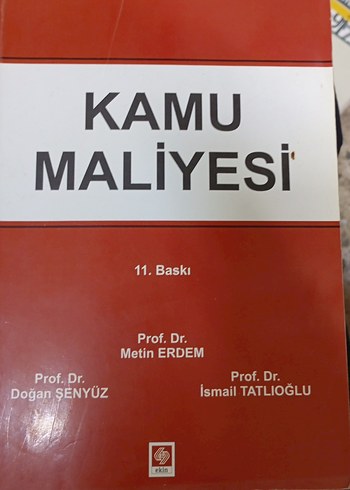 KAMU
MALİYESİ
11. Baskı
Prof. Dr.
Metin ERDEM
Prof. Dr.
Doğan ŞENYÜZ
Prof. Dr.
İsmail TATLIOĞLU
ekin